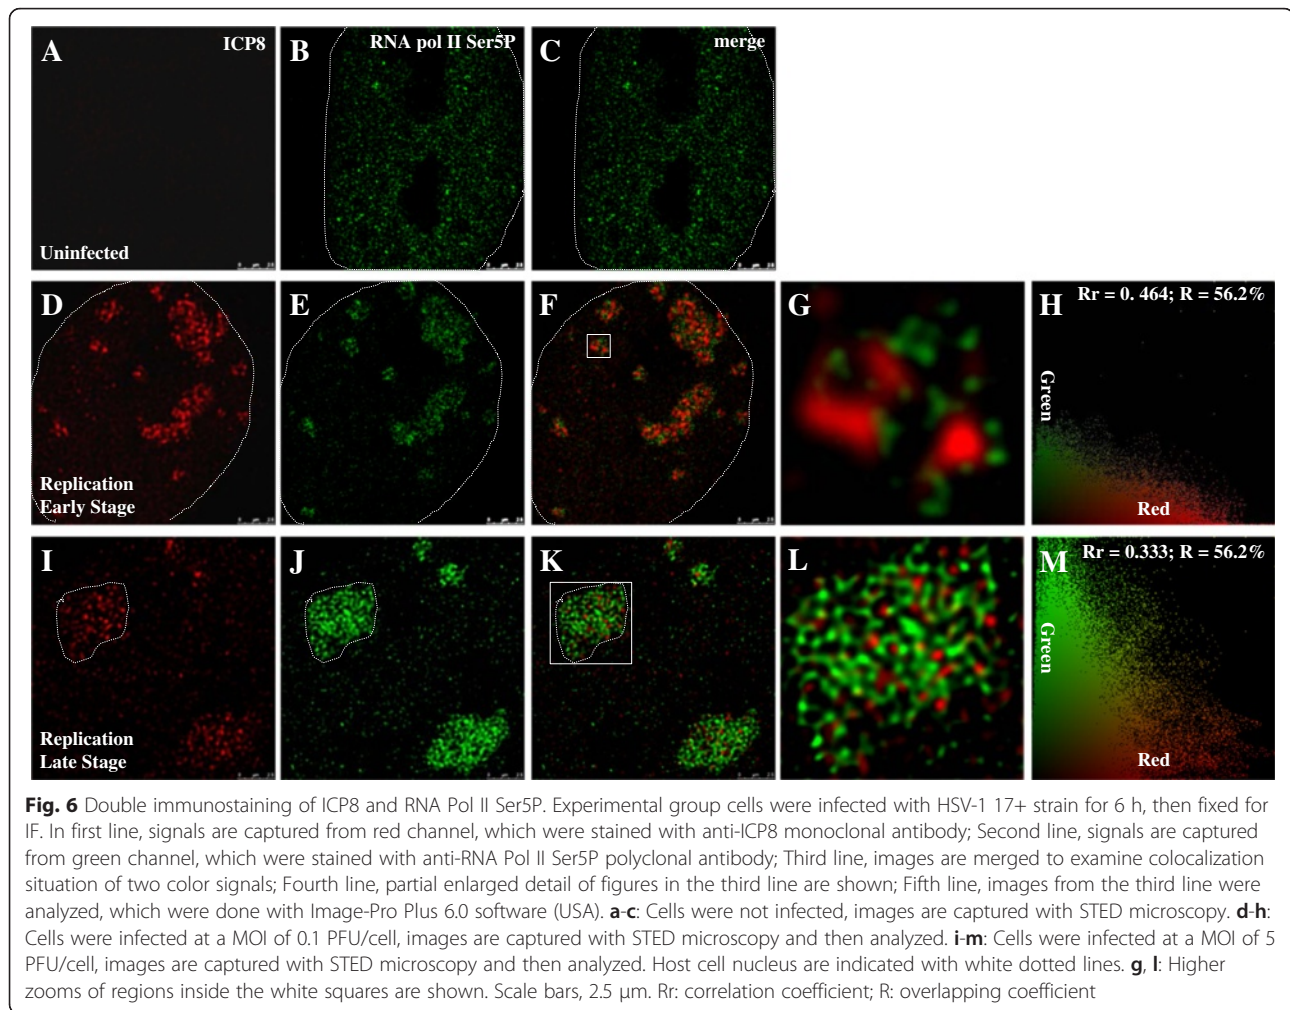 A ICP8
B RNA pol II Ser5P
C merge
Uninfected
D
E
F
G
H Rr = 0. 464; R = 56.2%
Green
Red
Replication
Early Stage
I
J
K
L
M Rr = 0.333; R = 56.2%
Green
Red
Replication
Late Stage
Fig. 6 Double immunostaining of ICP8 and RNA Pol II Ser5P. Experimental group cells were infected with HSV-1 17+ strain for 6 h, then fixed for
IF. In first line, signals are captured from red channel, which were stained with anti-ICP8 monoclonal antibody; Second line, signals are captured
from green channel, which were stained with anti-RNA Pol II Ser5P polyclonal antibody; Third line, images are merged to examine colocalization
situation of two color signals; Fourth line, partial enlarged detail of figures in the third line are shown; Fifth line, images from the third line were
analyzed, which were done with Image-Pro Plus 6.0 software (USA). a-c: Cells were not infected, images are captured with STED microscopy. d-h:
Cells were infected at a MOI of 0.1 PFU/cell, images are captured with STED microscopy and then analyzed. i-m: Cells were infected at a MOI of 5
PFU/cell, images are captured with STED microscopy and then analyzed. Host cell nucleus are indicated with white dotted lines. g, l: Higher
zooms of regions inside the white squares are shown. Scale bars, 2.5 μm. Rr: correlation coefficient; R: overlapping coefficient